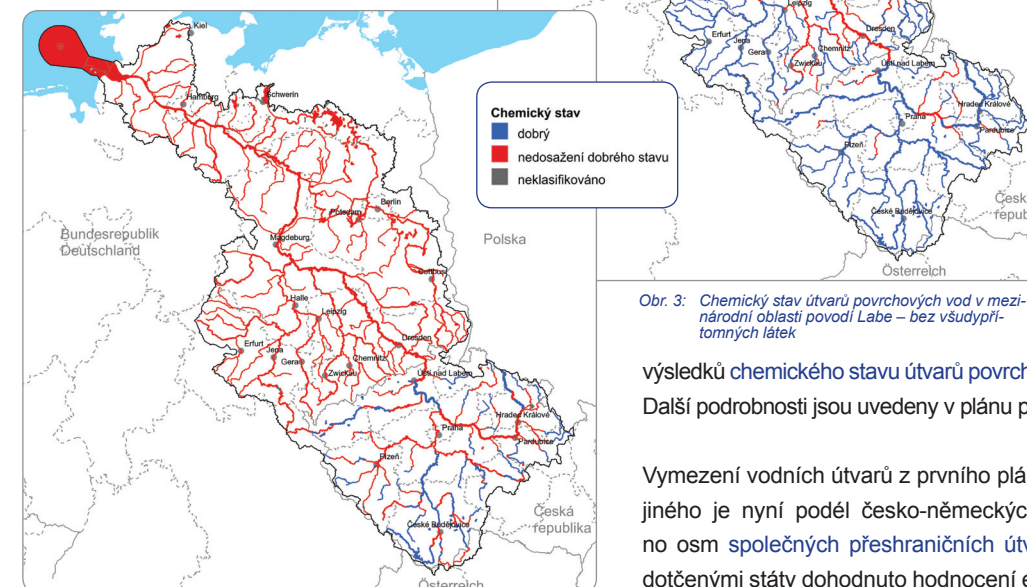 Kiel
Hamburg
Schwerin
Berlin
Potsdam
Magdeburg
Cottbus
Halle
Leipzig
Dresden
Erfurt
Jena
Gera
Chemnitz
Zwickau
Ústí nad Labem
Hradec Králové
Praha
Pardubice
Plzeň
České Budějovice
Bundesrepublik
Deutschland
Polska
Česká
republika
Österreich
Chemický stav
dobrý
nedosažení dobrého stavu
neklasifikováno
Leipzig
Erfurt
Jena
Gera
Dresden
Chemnitz
Zwickau
Ústí nad Labem
Hradec Králové
Praha
Pardubice
Plzeň
České Budějovice
Österreich
Obr. 3: Chemický stav útvarů povrchových vod v mezi-
národní oblasti povodí Labe – bez všudypří-
tomných látek
výsledků chemického stavu útvarů povrch
Další podrobnosti jsou uvedeny v plánu p
Vymezení vodních útvarů z prvního plá
jiného je nyní podél česko-německých
no osm společných přeshraničních útv
dotčenými státy dohodnuto hodnocení e